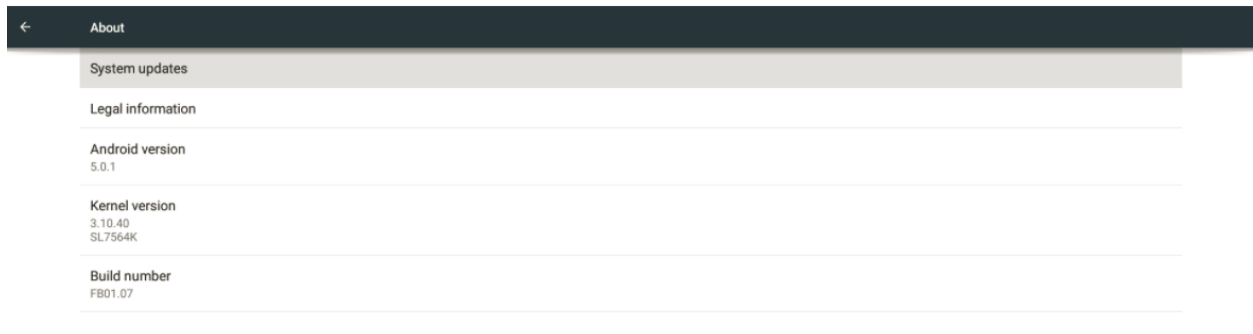 About
System updates
Legal information
Android version
5.0.1
Kernel version
3.10.40
SL7564K
Build number
FB01.07